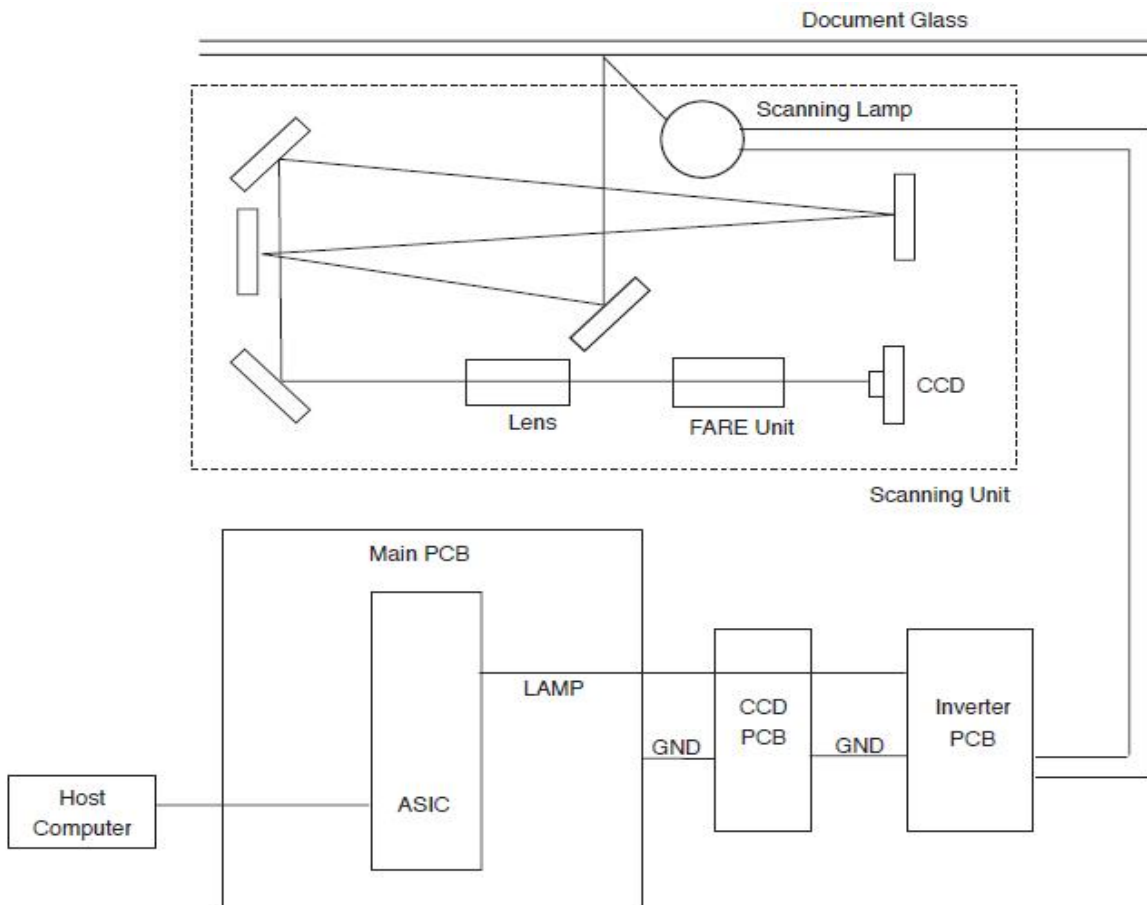 Document Glass
Scanning Lamp
CCD
Lens
FARE Unit
Scanning Unit
Main PCB
LAMP
CCD
PCB
Inverter
PCB
GND
GND
Host
Computer
ASIC